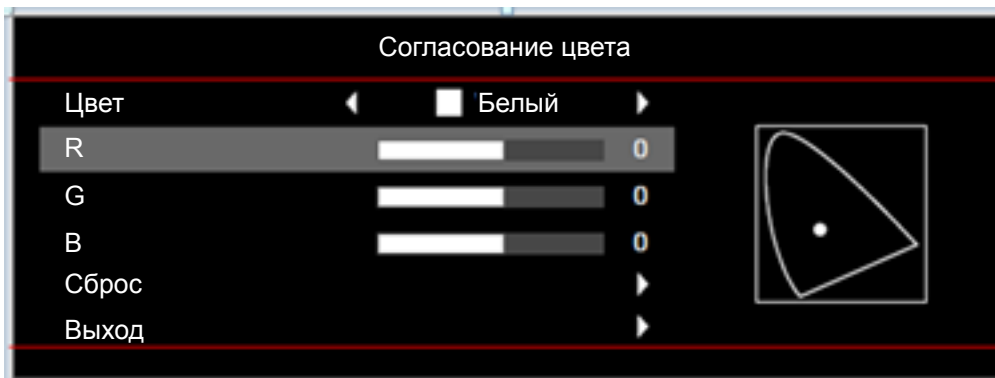 Согласование цвета
Цвет Белый
R 0
G 0
B 0
Сброс
Выход